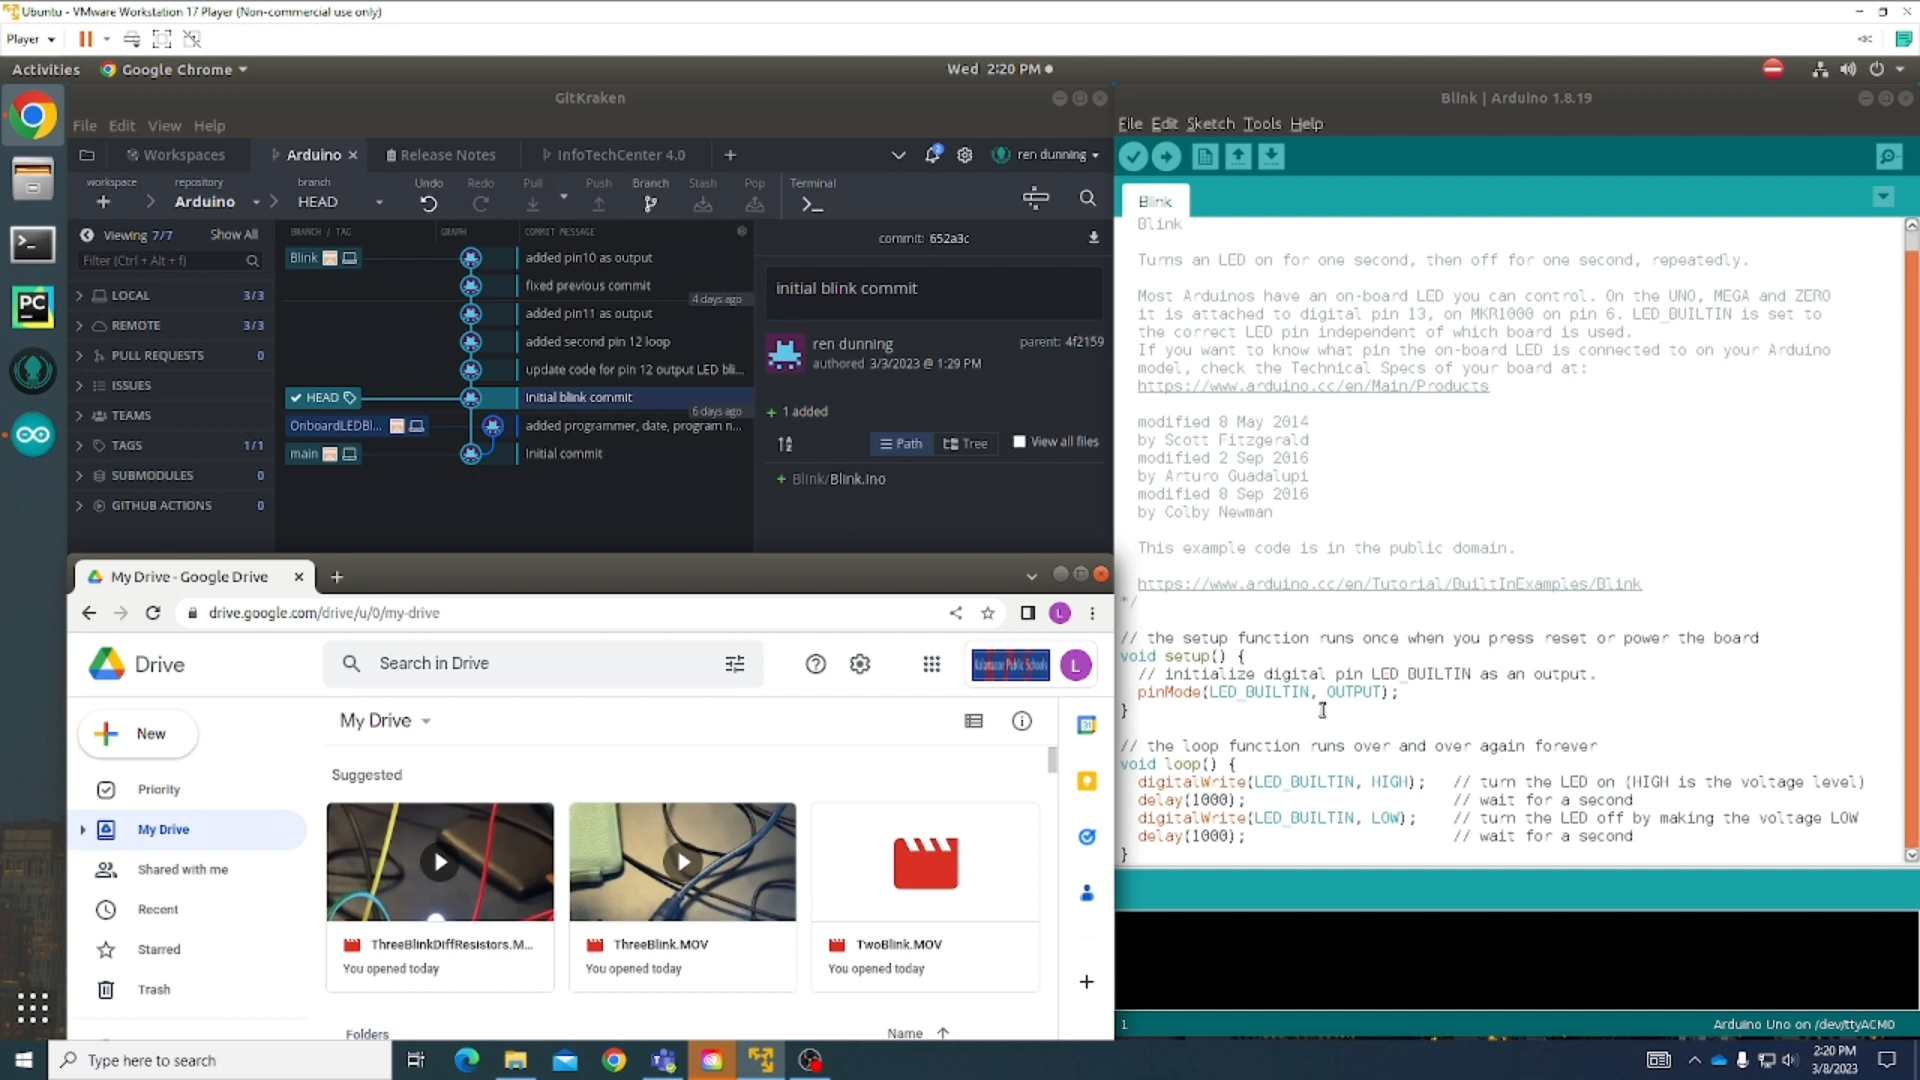 Ubuntu - VMware Workstation 17 Player (Non-commercial use only)
Player
Activities
Google Chrome
Wed 2:20 PM
GitKraken
File Edit View Help
Workspaces
Arduino
Release Notes
InfoTechCenter 4.0
ren dunning
workspace
repository
Arduino
branch
HEAD
Undo
Redo
Pull
Push
Branch
Stash
Pop
Terminal
Viewing 7/7
Show All
Filter (Ctrl + Alt + f)
LOCAL 3/3
REMOTE 3/3
PULL REQUESTS 0
ISSUES
TEAMS
TAGS 1/1
SUBMODULES 0
GITHUB ACTIONS 0
BRANCH / TAG
GRAPH
COMMIT MESSAGE
Blink
added pin10 as output
fixed previous commit
4 days ago
added pin11 as output
added second pin 12 loop
update code for pin 12 output LED bli...
HEAD
initial blink commit
6 days ago
OnboardLEDBl...
added programmer, date, program n...
main
Initial commit
commit: 652a3c
initial blink commit
ren dunning
authored 3/3/2023 @ 1:29 PM
parent: 4f2159
+ 1 added
Path
Tree
View all files
+ Blink/Blink.ino
Blink | Arduino 1.8.19
File Edit Sketch Tools Help
Blink
Blink
Turns an LED on for one second, then off for one second, repeatedly.
Most Arduinos have an on-board LED you can control. On the UNO, MEGA and ZERO
it is attached to digital pin 13, on MKR1000 on pin 6. LED_BUILTIN is set to
the correct LED pin independent of which board is used.
If you want to know what pin the on-board LED is connected to on your Arduino
model, check the Technical Specs of your board at:
https://www.arduino.cc/en/Main/Products
modified 8 May 2014
by Scott Fitzgerald
modified 2 Sep 2016
by Arturo Guadalupi
modified 8 Sep 2016
by Colby Newman
This example code is in the public domain.
https://www.arduino.cc/en/Tutorial/BuiltInExamples/Blink
*/
// the setup function runs once when you press reset or power the board
void setup() {
// initialize digital pin LED_BUILTIN as an output.
pinMode(LED_BUILTIN, OUTPUT);
}
// the loop function runs over and over again forever
void loop() {
digitalWrite(LED_BUILTIN, HIGH); // turn the LED on (HIGH is the voltage level)
delay(1000); // wait for a second
digitalWrite(LED_BUILTIN, LOW); // turn the LED off by making the voltage LOW
delay(1000); // wait for a second
}
1
Arduino Uno on /dev/ttyACM0
My Drive - Google Drive
drive.google.com/drive/u/0/my-drive
L
Drive
Search in Drive
Kalamazoo Public Schools
L
New
Priority
My Drive
Shared with me
Recent
Starred
Trash
My Drive
Suggested
ThreeBlinkDiffResistors.M...
You opened today
ThreeBlink.MOV
You opened today
TwoBlink.MOV
You opened today
Folders
Name
Type here to search
2:20 PM
3/8/2023